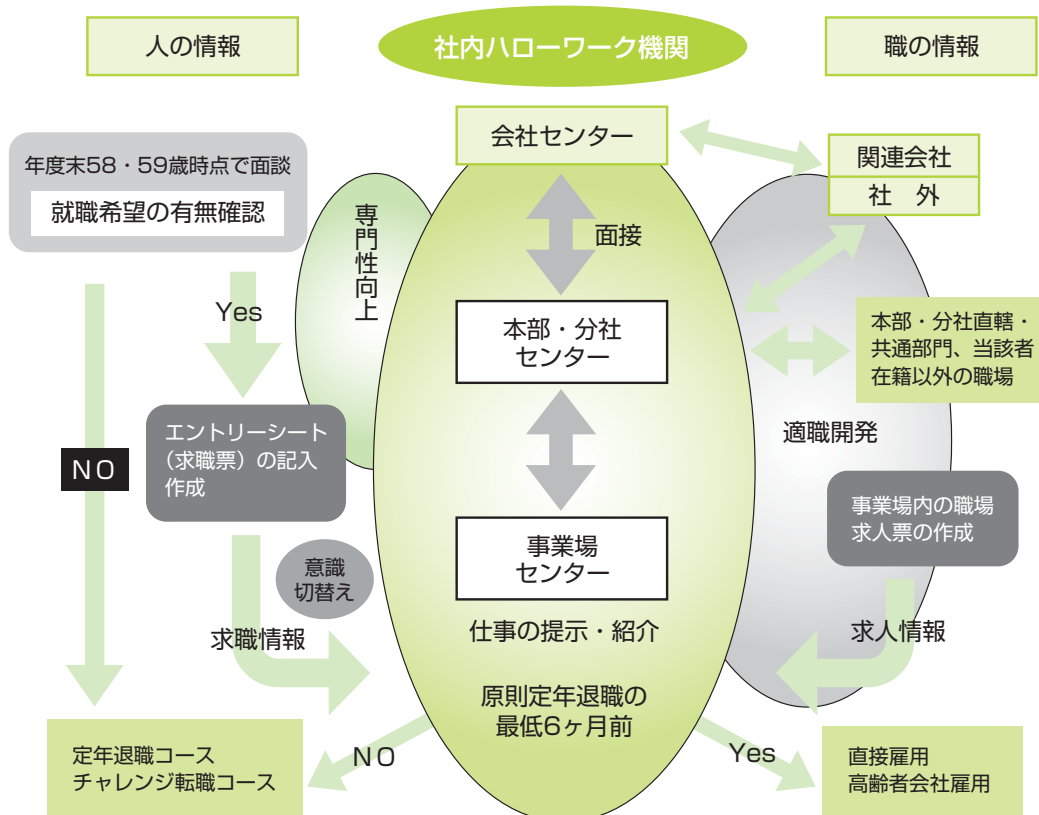 人の情報
社内ハローワーク機関
職の情報
会社センター
年度末58・59歳時点で面談
就職希望の有無確認
関連会社
社　外
専門性向上
面接
Yes
本部・分社
センター
本部・分社直轄・
共通部門、当該者
在籍以外の職場
エントリーシート
（求職票）の記入
作成
適職開発
NO
事業場内の職場
求人票の作成
事業場
センター
意識
切替え
求職情報
仕事の提示・紹介
求人情報
原則定年退職の
最低6ヶ月前
NO
Yes
定年退職コース
チャレンジ転職コース
直接雇用
高齢者会社雇用